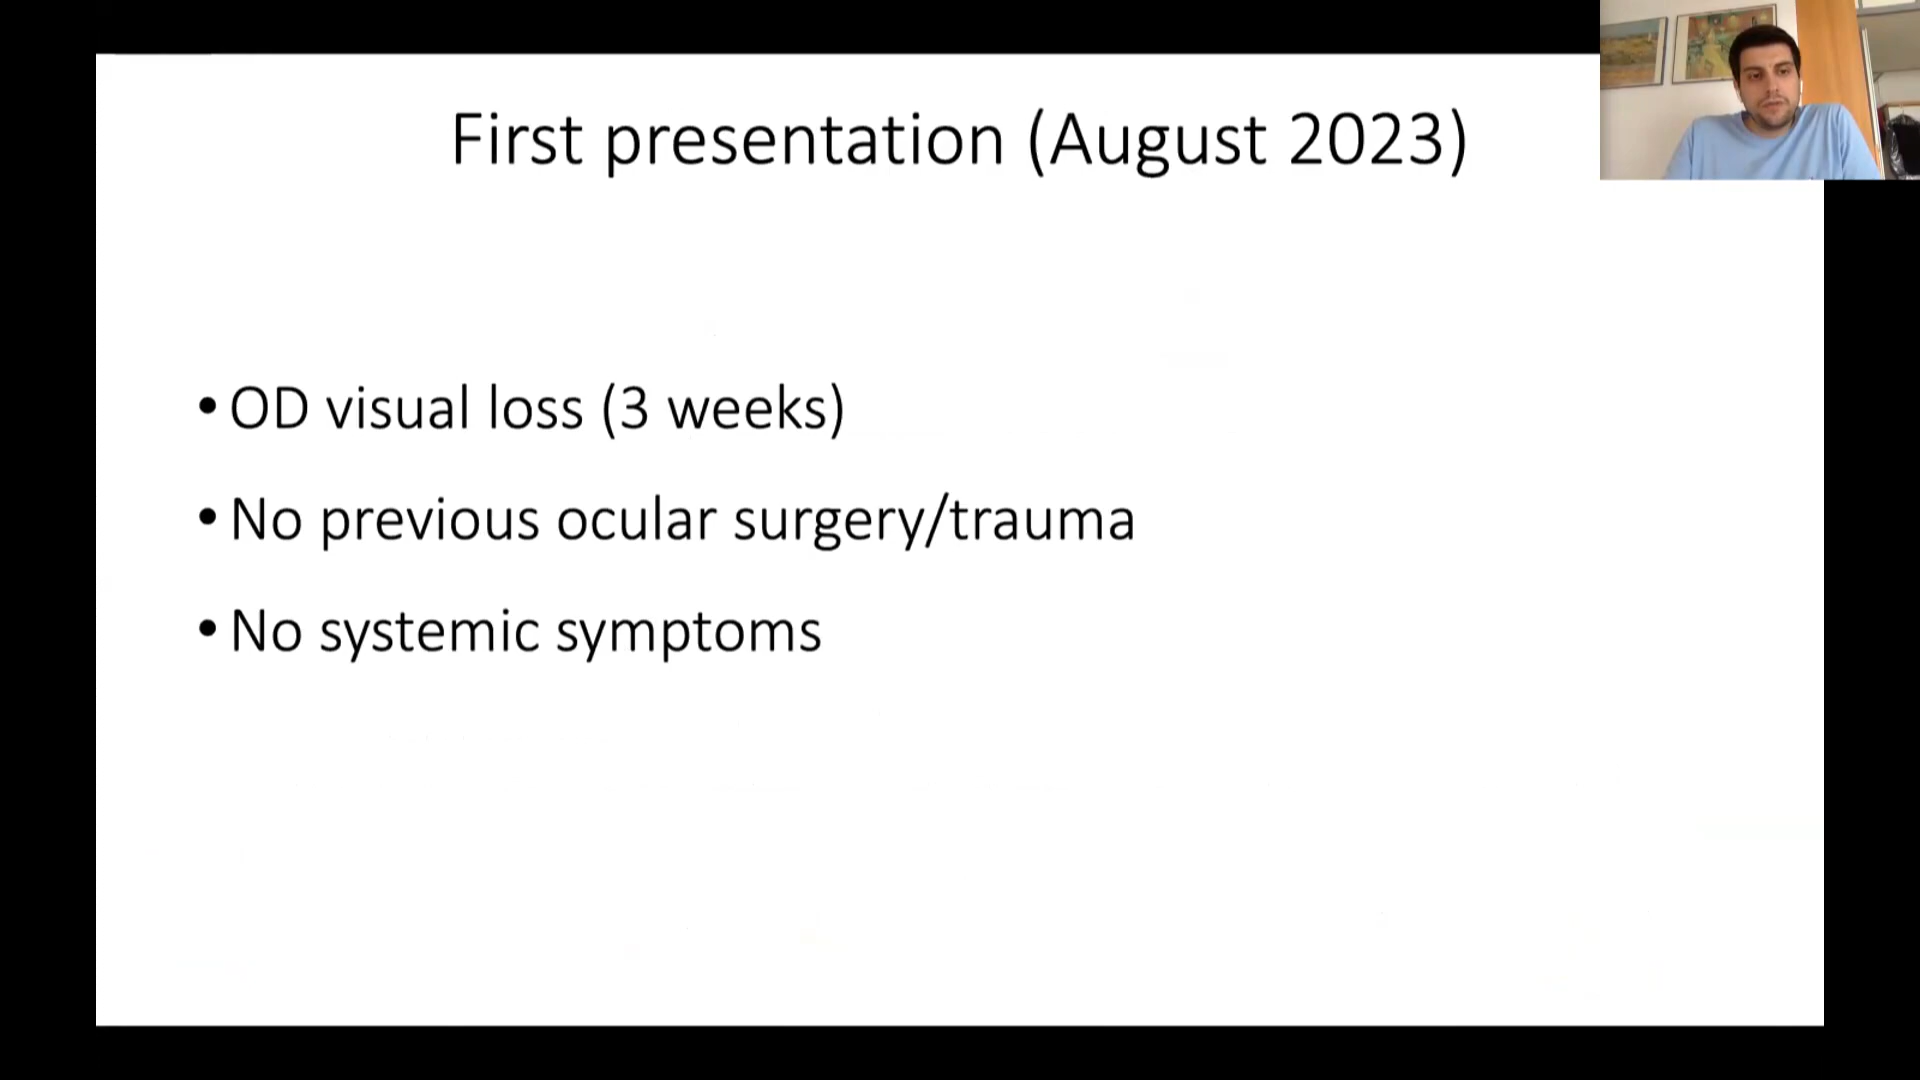 First presentation (August 2023)
• OD visual loss (3 weeks)
• No previous ocular surgery/trauma
• No systemic symptoms